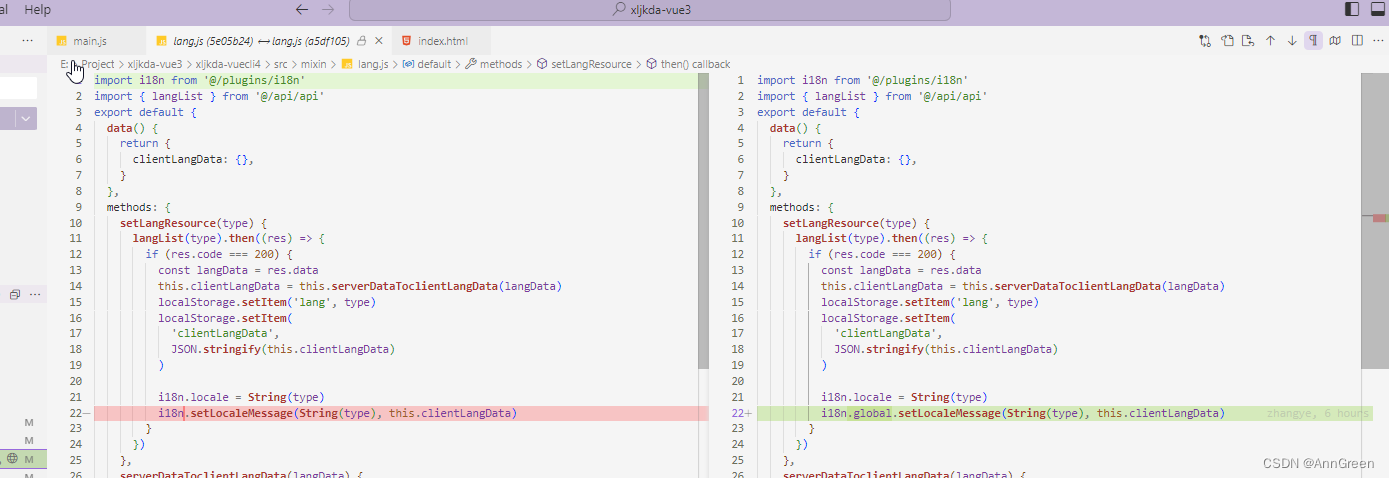 al Help
xljkda-vue3
main.js
lang.js (5e05b24) ↔ lang.js (a5df105)
index.html
Project > xljkda-vue3 > xljkda-vuecli4 > src > mixin > lang.js > default > methods > setLangResource > then() callback
import i18n from '@/plugins/i18n'
2 import { langList } from '@/api/api'
3 export default {
4 data() {
5 return {
6 clientLangData: {},
7 }
8 },
9 methods: {
10 setLangResource(type) {
11 langList(type).then((res) => {
12 if (res.code === 200) {
13 const langData = res.data
14 this.clientLangData = this.serverDataToclientLangData(langData)
15 localStorage.setItem('lang', type)
16 localStorage.setItem(
17 'clientLangData',
18 JSON.stringify(this.clientLangData)
19 )
20
21 i18n.locale = String(type)
22— i18n.setLocaleMessage(String(type), this.clientLangData)
23 }
24 })
25 },
26 serverDataToclientLangData(langData) {
1 import i18n from '@/plugins/i18n'
2 import { langList } from '@/api/api'
3 export default {
4 data() {
5 return {
6 clientLangData: {},
7 }
8 },
9 methods: {
10 setLangResource(type) {
11 langList(type).then((res) => {
12 if (res.code === 200) {
13 const langData = res.data
14 this.clientLangData = this.serverDataToclientLangData(langData)
15 localStorage.setItem('lang', type)
16 localStorage.setItem(
17 'clientLangData',
18 JSON.stringify(this.clientLangData)
19 )
20
21 i18n.locale = String(type)
22+ i18n.global.setLocaleMessage(String(type), this.clientLangData) zhangye, 6 hours
23 }
24 })
25 },
26 serverDataToclientLangData(langData) {
M
M
M
M
CSDN @AnnGreen